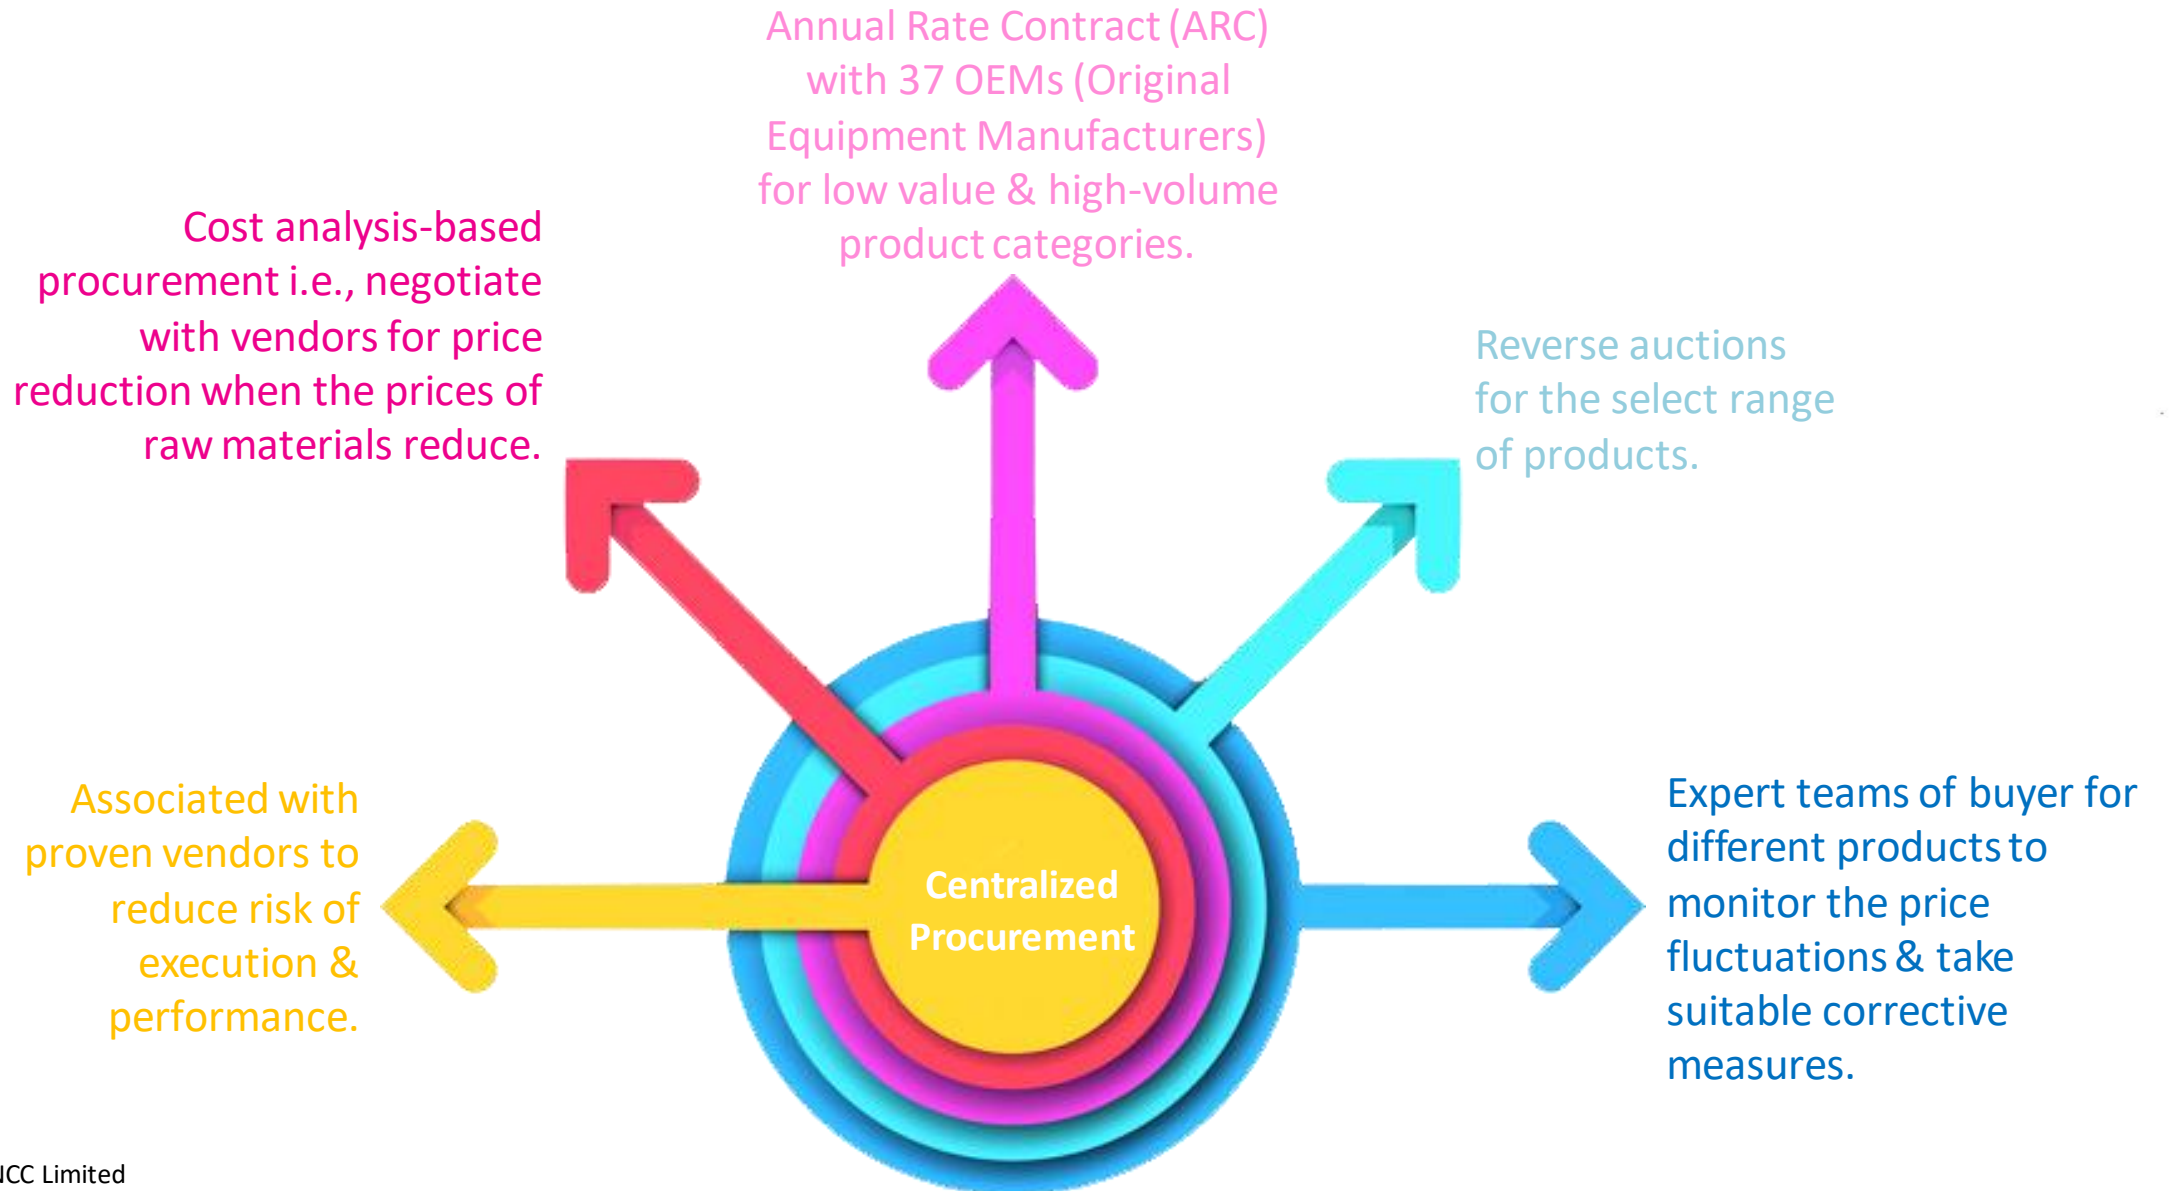 Annual Rate Contract (ARC)
with 37 OEMs (Original
Equipment Manufacturers)
for low value & high-volume
product categories.
Cost analysis-based
procurement i.e., negotiate
with vendors for price
reduction when the prices of
raw materials reduce.
Reverse auctions
for the select range
of products.
Associated with
proven vendors to
reduce risk of
execution &
performance.
Centralized
Procurement
Expert teams of buyer for
different products to
monitor the price
fluctuations & take
suitable corrective
measures.
NCC Limited